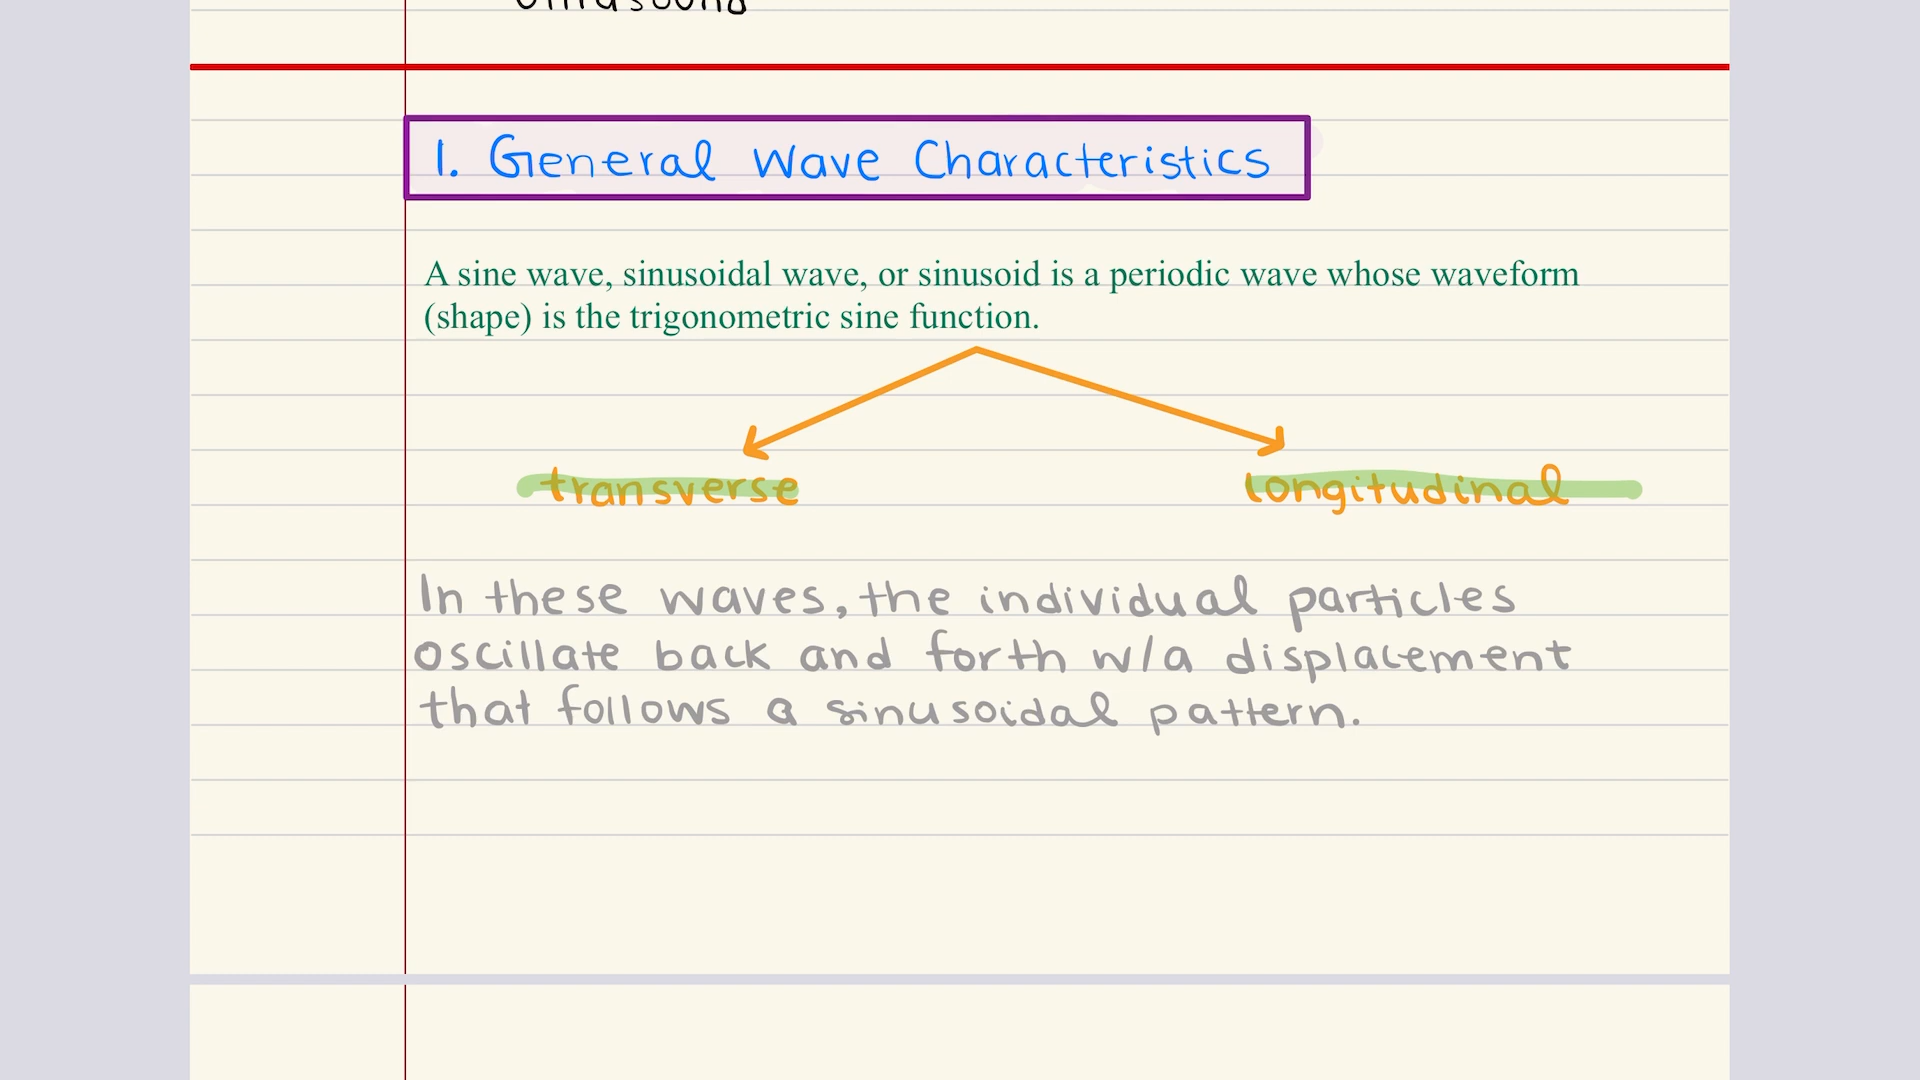 1. General Wave Characteristics
A sine wave, sinusoidal wave, or sinusoid is a periodic wave whose waveform
(shape) is the trigonometric sine function.
transverse longitudinal
In these waves, the individual particles
oscillate back and forth w/a displacement
that follows a sinusoidal pattern.